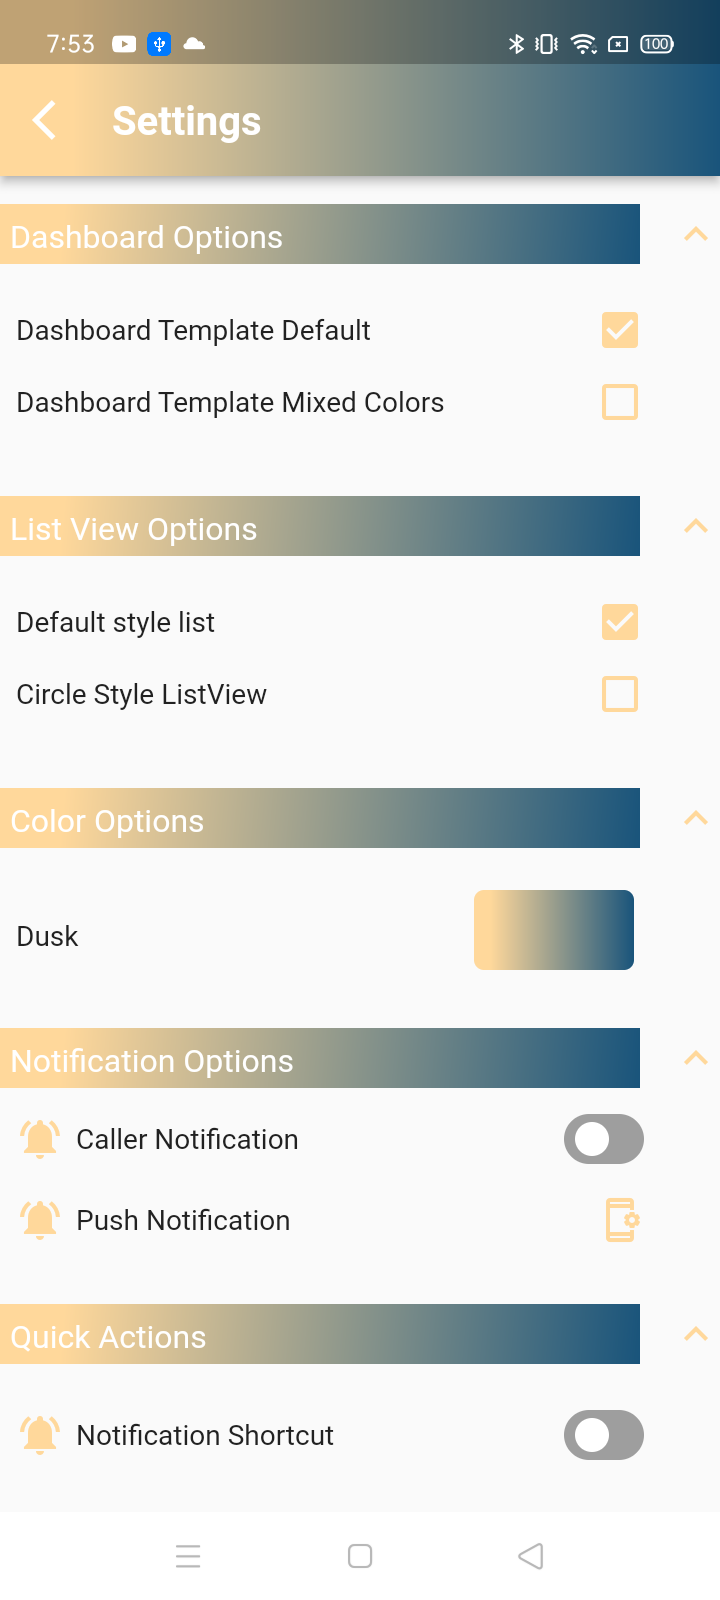 7:53
100
Settings
Dashboard Options
Dashboard Template Default
Dashboard Template Mixed Colors
List View Options
Default style list
Circle Style ListView
Color Options
Dusk
Notification Options
Caller Notification
Push Notification
Quick Actions
Notification Shortcut